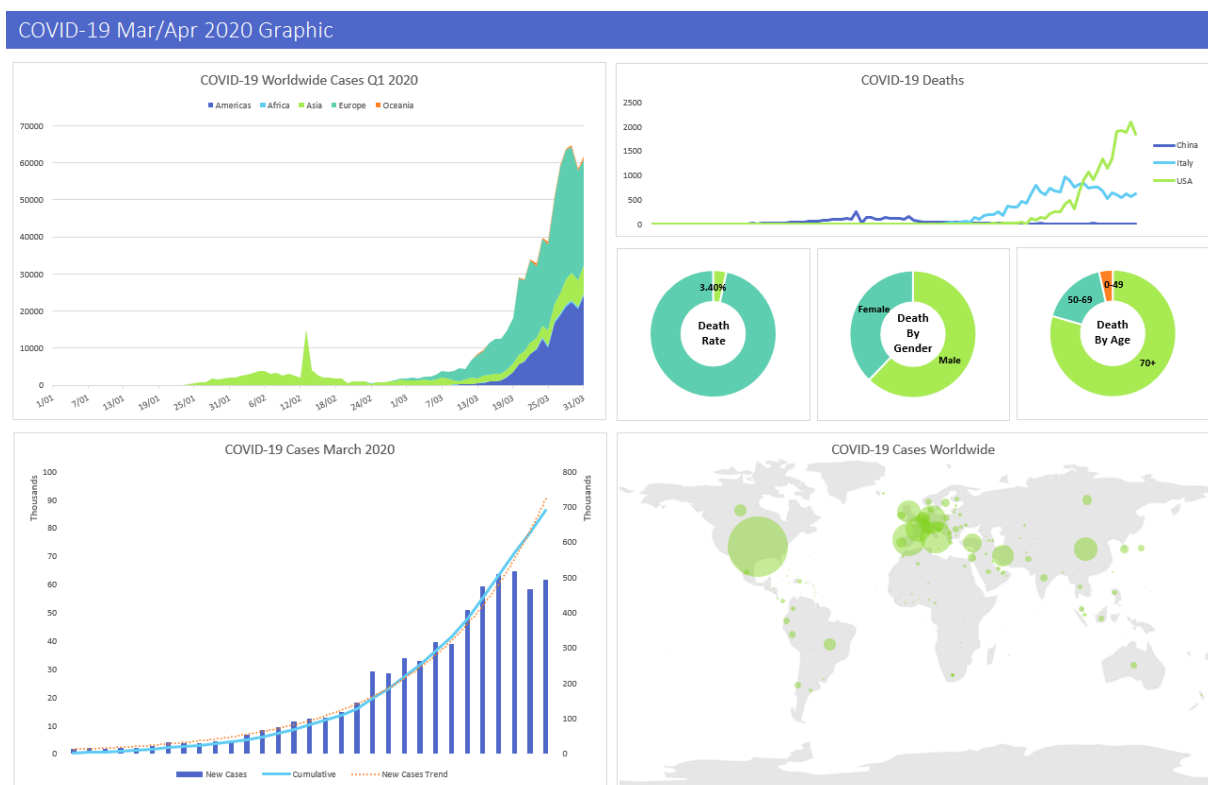 COVID-19 Mar/Apr 2020 Graphic
COVID-19 Worldwide Cases Q1 2020
Americas Africa Asia Europe Oceania
70000
60000
50000
40000
30000
20000
10000
0
1/01 7/01 13/01 19/01 25/01 31/01 6/02 12/02 18/02 24/02 1/03 7/03 13/03 19/03 25/03 31/03
COVID-19 Deaths
2500
2000
1500
1000
500
0
China
Italy
USA
3.40%
Death
Rate
Female
Death
By
Gender
Male
0-49
50-69
Death
By Age
70+
COVID-19 Cases March 2020
Thousands
100
90
80
70
60
50
40
30
20
10
0
800
700
600
500
400
300
200
100
0
Thousands
New Cases Cumulative New Cases Trend
COVID-19 Cases Worldwide